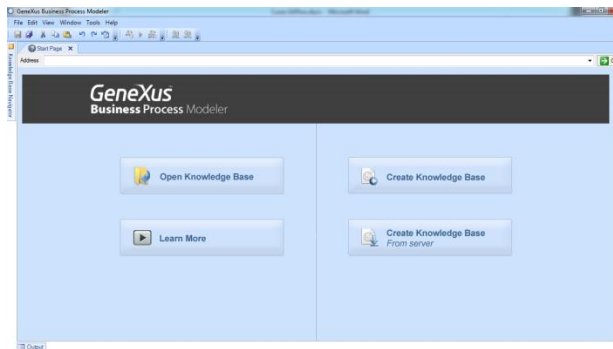 GeneXus Business Process Modeler
File Edit View Window Tools Help
Start Page X
Address
Knowledge Base Navigator
GeneXus
Business Process Modeler
Open Knowledge Base
Create Knowledge Base
Learn More
Create Knowledge Base
From server
Output